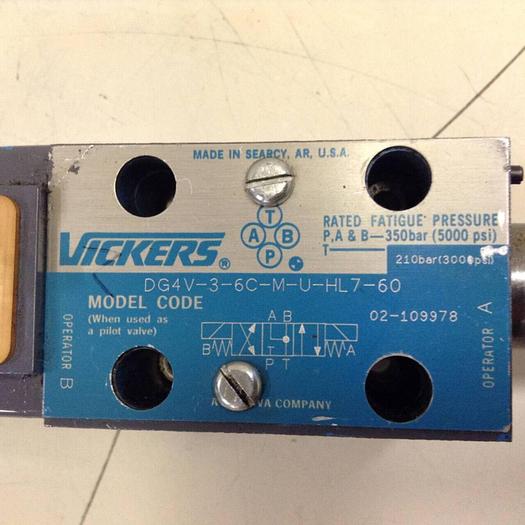 MADE IN SEARCY, AR, U.S.A.
T
A B
P
VICKERS®
RATED FATIGUE PRESSURE
P,A & B—350bar (5000 psi)
T— 210bar(3000psi)
DG4V-3-6C-M-U-HL7-60
MODEL CODE
(When used as
a pilot valve)
02-109978
A B
B T A
P T
OPERATOR B
OPERATOR A
COMPANY